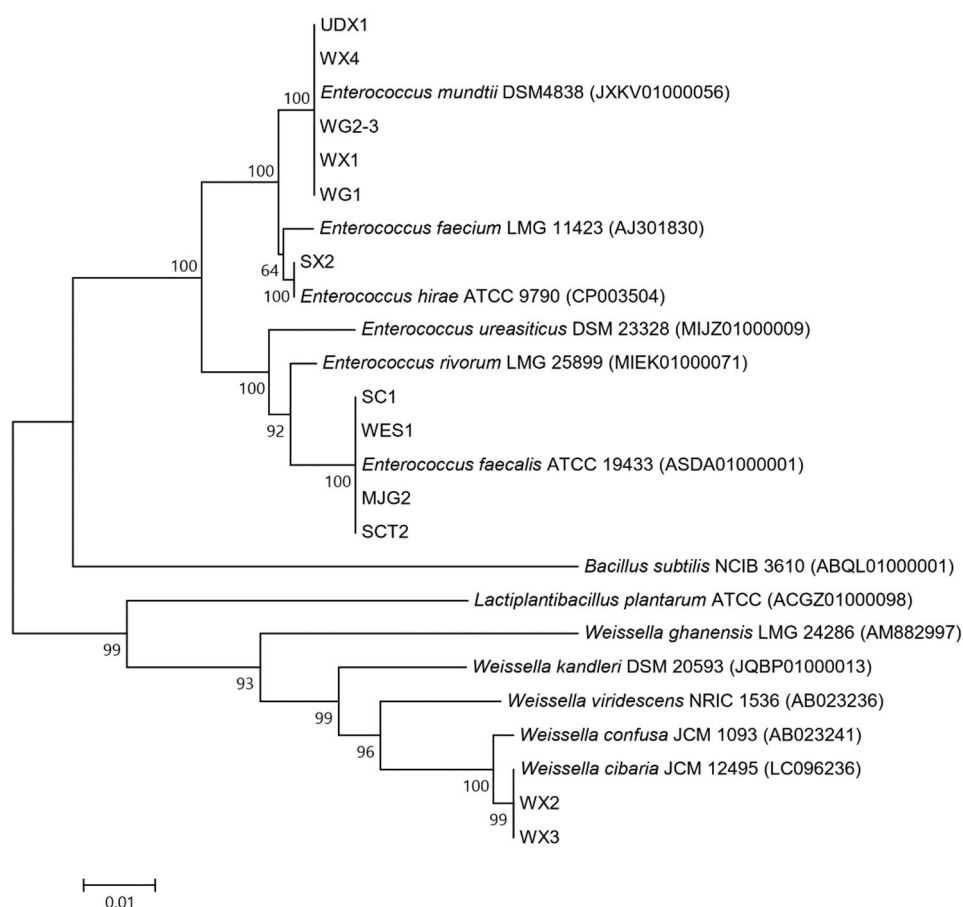 UDX1
WX4
Enterococcus mundtii DSM4838 (JXKV01000056)
100
WG2-3
WX1
100
WG1
Enterococcus faecium LMG 11423 (AJ301830)
100
SX2
64
100
Enterococcus hirae ATCC 9790 (CP003504)
Enterococcus ureasiticus DSM 23328 (MIJZ01000009)
Enterococcus rivorum LMG 25899 (MIEK01000071)
100
SC1
92
WES1
Enterococcus faecalis ATCC 19433 (ASDA01000001)
100
MJG2
SCT2
Bacillus subtilis NCIB 3610 (ABQL01000001)
Lactiplantibacillus plantarum ATCC (ACGZ01000098)
Weissella ghanensis LMG 24286 (AM882997)
99
Weissella kandleri DSM 20593 (JQBP01000013)
93
Weissella viridescens NRIC 1536 (AB023236)
99
Weissella confusa JCM 1093 (AB023241)
96
Weissella cibaria JCM 12495 (LC096236)
100
WX2
99
WX3
0.01